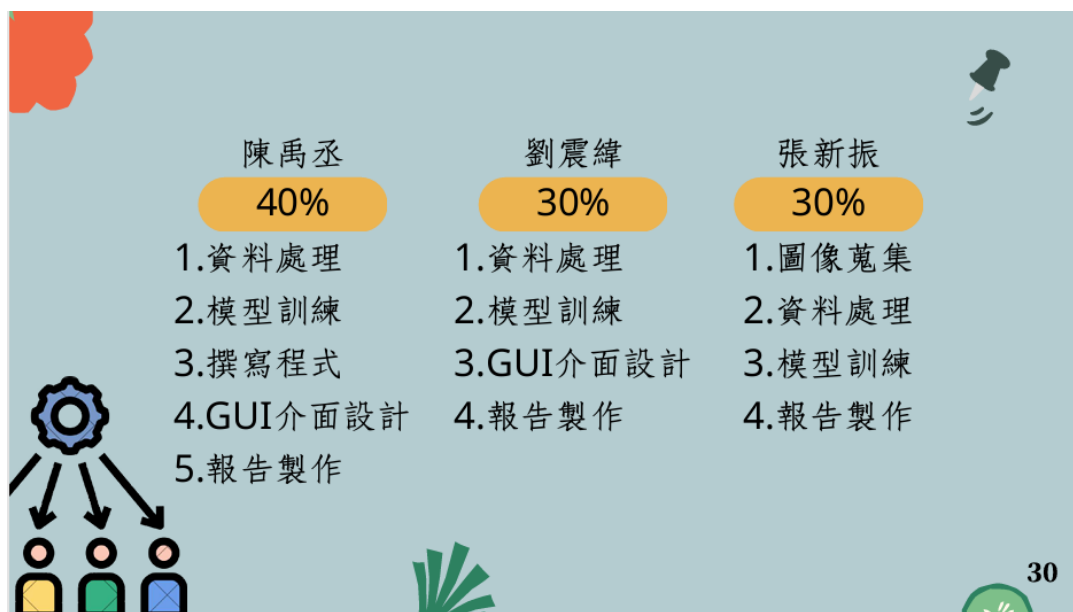 陳禹丞
40%
1.資料處理
2.模型訓練
3.撰寫程式
4.GUI介面設計
5.報告製作
劉震緯
30%
1.資料處理
2.模型訓練
3.GUI介面設計
4.報告製作
張新振
30%
1.圖像蒐集
2.資料處理
3.模型訓練
4.報告製作
30